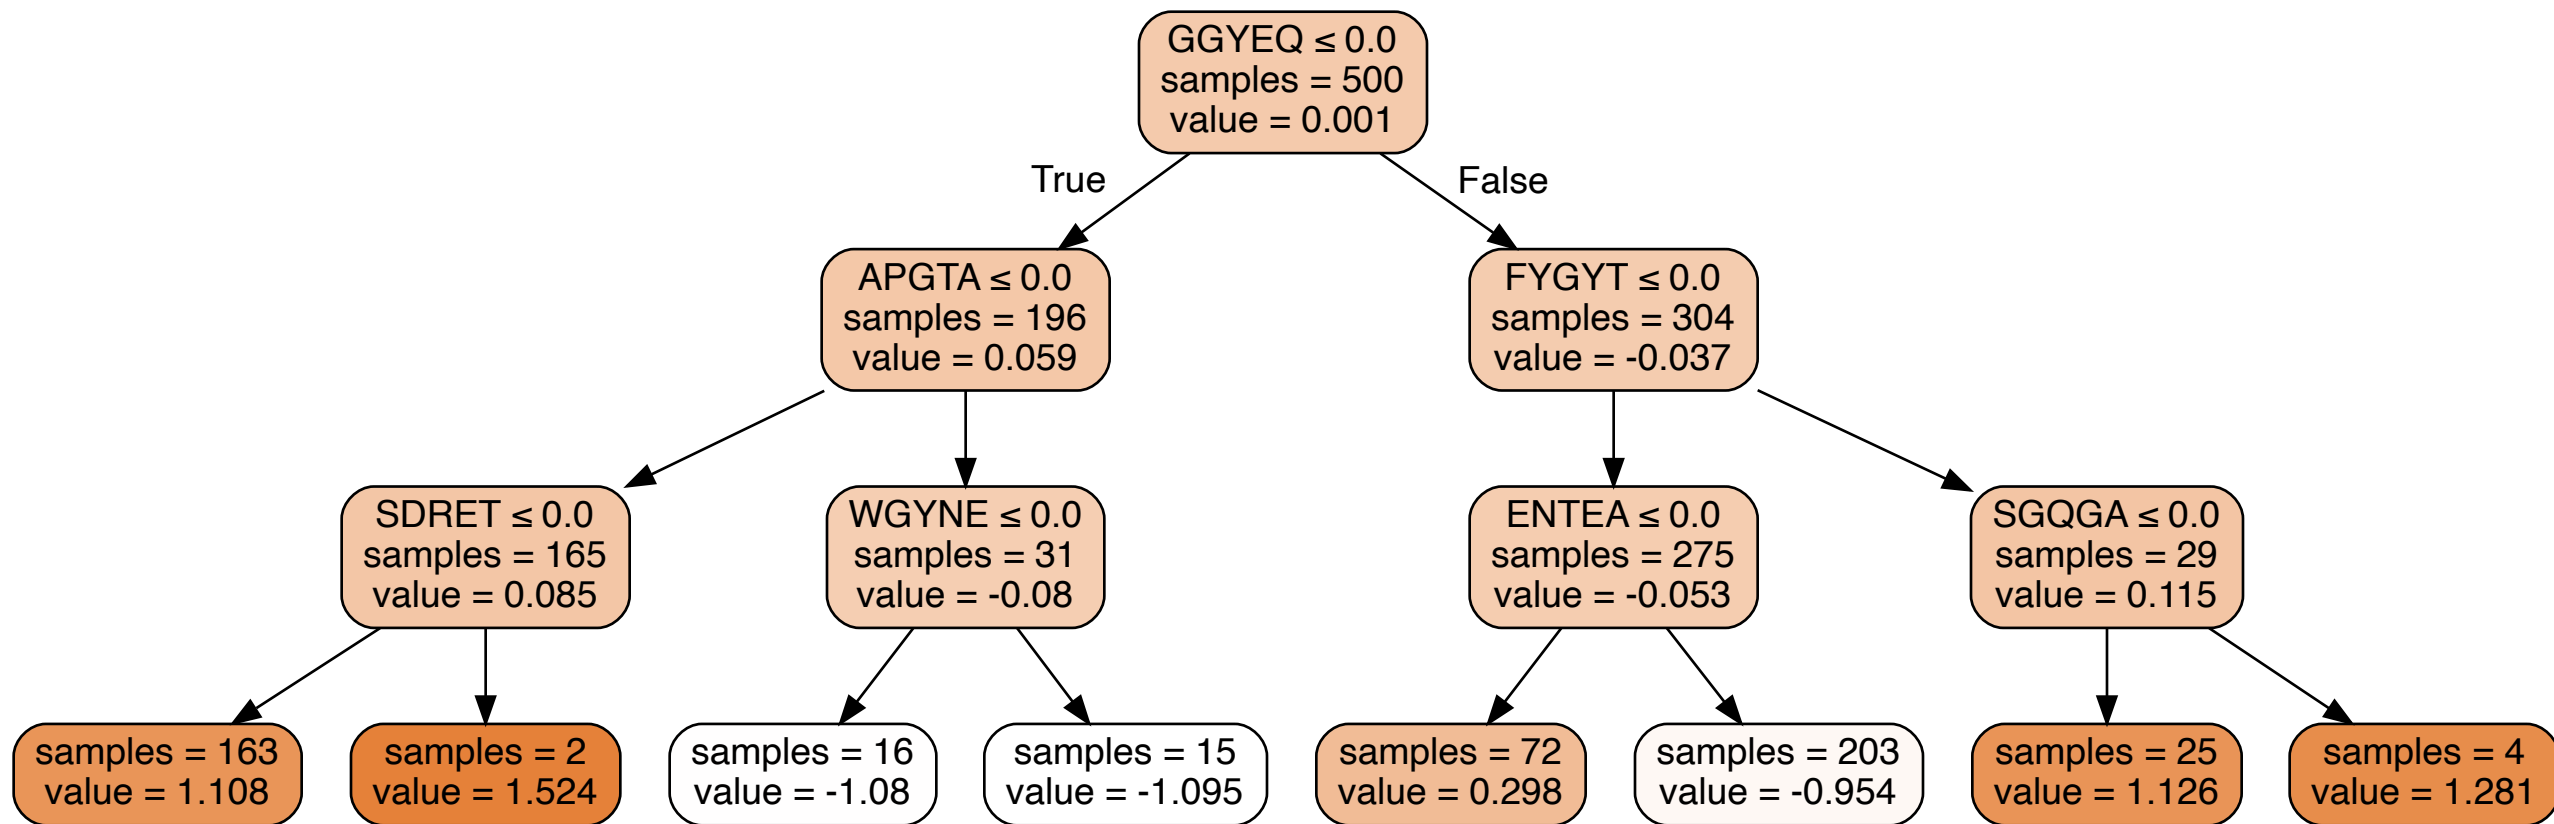 GGYEQ ≤ 0.0
samples = 500
value = 0.001
True
False
APGTA ≤ 0.0
samples = 196
value = 0.059
FYGYT ≤ 0.0
samples = 304
value = -0.037
SDRET ≤ 0.0
samples = 165
value = 0.085
WGYNE ≤ 0.0
samples = 31
value = -0.08
ENTEA ≤ 0.0
samples = 275
value = -0.053
SGQGA ≤ 0.0
samples = 29
value = 0.115
samples = 163
value = 1.108
samples = 2
value = 1.524
samples = 16
value = -1.08
samples = 15
value = -1.095
samples = 72
value = 0.298
samples = 203
value = -0.954
samples = 25
value = 1.126
samples = 4
value = 1.281